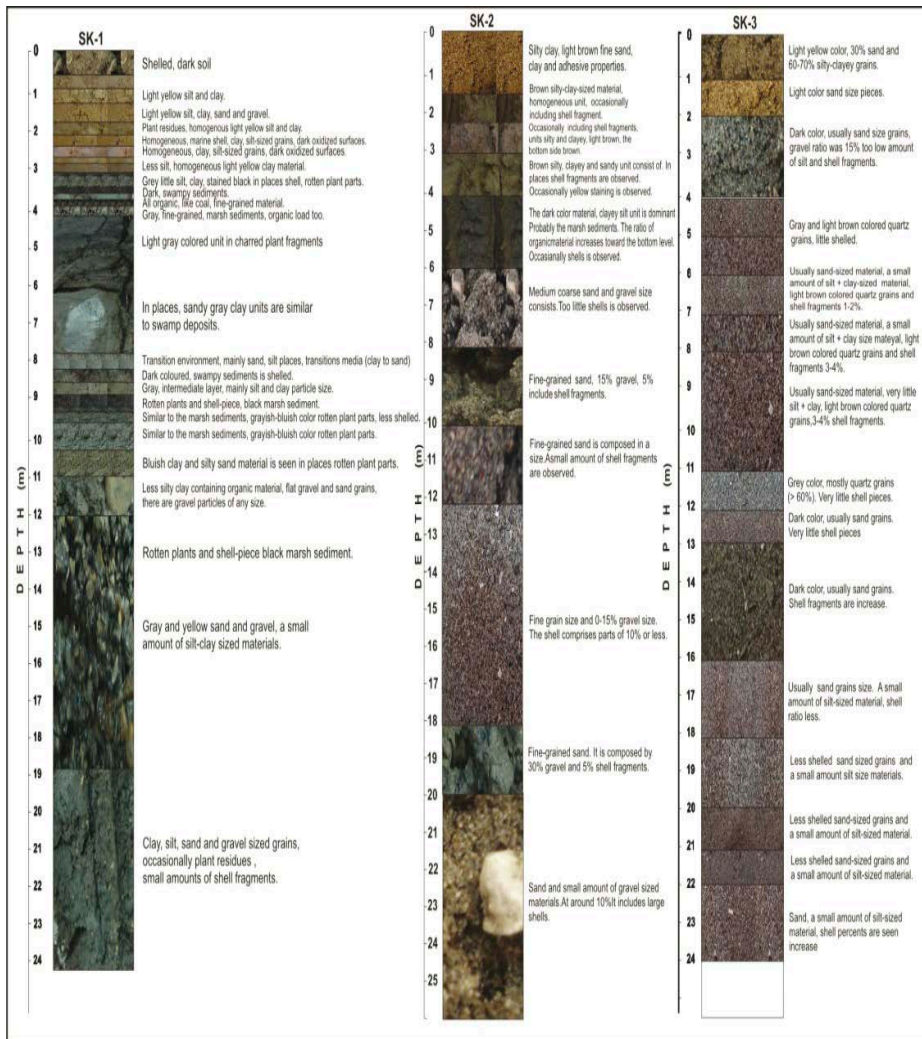 SK-1
0
1
2
3
4
5
6
7
8
9
10
11
12
13
14
15
16
17
18
19
20
21
22
23
24
DEPTH (m)
Shelled, dark soil
Light yellow silt and clay.
Light yellow silt, clay, sand and gravel.
Plant residues, homogenous light yellow silt and clay.
Homogeneous, marine shell, clay, silt-sized grains, dark oxidized surfaces.
Homogeneous, clay, silt-sized grains, dark oxidized surfaces.
Less silt, homogeneous light yellow clay material.
Grey little silt, clay, stained black in places shell, rotten plant parts.
Dark, swampy sediments.
All organic, like coal, fine-grained material.
Gray, fine-grained, marsh sediments, organic load too.
Light gray colored unit in charred plant fragments
In places, sandy gray clay units are similar
to swamp deposits.
Transition environment, mainly sand, silt places, transitions media (clay to sand)
Dark coloured, swampy sediments is shelled.
Gray, intermediate layer, mainly silt and clay particle size.
Rotten plants and shell-piece, black marsh sediment.
Similar to the marsh sediments, grayish-bluish color rotten plant parts, less shelled.
Similar to the marsh sediments, grayish-bluish color rotten plant parts.
Bluish clay and silty sand material is seen in places rotten plant parts.
Less silty clay containing organic material, flat gravel and sand grains,
there are gravel particles of any size.
Rotten plants and shell-piece black marsh sediment.
Gray and yellow sand and gravel, a small
amount of silt-clay sized materials.
Clay, silt, sand and gravel sized grains,
occasionally plant residues ,
small amounts of shell fragments.
SK-2
0
1
2
3
4
5
6
7
8
9
10
11
12
13
14
15
16
17
18
19
20
21
22
23
24
25
DEPTH (m)
Silty clay, light brown fine sand,
clay and adhesive properties.
Brown silty-clay-sized material,
homogeneous unit, occasionally
including shell fragment.
Occasionally including shell fragments,
units silty and clayey, light brown, the
bottom side brown.
Brown silty, clayey and sandy unit consist of. In
places shell fragments are observed.
Occasionally yellow staining is observed.
The dark color material, clayey silt unit is dominant
Probably the marsh sediments. The ratio of
organicmaterial increases toward the bottom level.
Occasianally shells is observed.
Medium coarse sand and gravel size
consists.Too little shells is observed.
Fine-grained sand, 15% gravel, 5%
include shell fragments.
Fine-grained sand is composed in a
size.Asmall amount of shell fragments
are observed.
Fine grain size and 0-15% gravel size.
The shell comprises parts of 10% or less.
Fine-grained sand. It is composed by
30% gravel and 5% shell fragments.
Sand and small amount of gravel sized
materials.At around 10%It includes large
shells.
SK-3
0
1
2
3
4
5
6
7
8
9
10
11
12
13
14
15
16
17
18
19
20
21
22
23
24
DEPTH (m)
Light yellow color, 30% sand and
60-70% silty-clayey grains.
Light color sand size pieces.
Dark color, usually sand size grains,
gravel ratio was 15% too low amount of
silt and shell fragments.
Gray and light brown colored quartz
grains, little shelled.
Usually sand-sized material, a small
amount of silt + clay-sized material,
light brown colored quartz grains and
shell fragments 1-2%.
Usually sand-sized material, a small
amount of silt + clay size mateyal, light
brown colored quartz grains and shell
fragments 3-4%.
Usually sand-sized material, very little
silt + clay, light brown colored quartz
grains,3-4% shell fragments.
Grey color, mostly quartz grains
(> 60%). Very little shell pieces.
Dark color, usually sand grains.
Very little shell pieces
Dark color, usually sand grains.
Shell fragments are increase.
Usually sand grains size. A small
amount of silt-sized material, shell
ratio less.
Less shelled sand sized grains and
a small amount silt size materials.
Less shelled sand-sized grains and
a small amount of silt-sized material.
Less shelled sand-sized grains and
a small amount of silt-sized material.
Sand, a small amount of silt-sized
material, shell percents are seen
increase